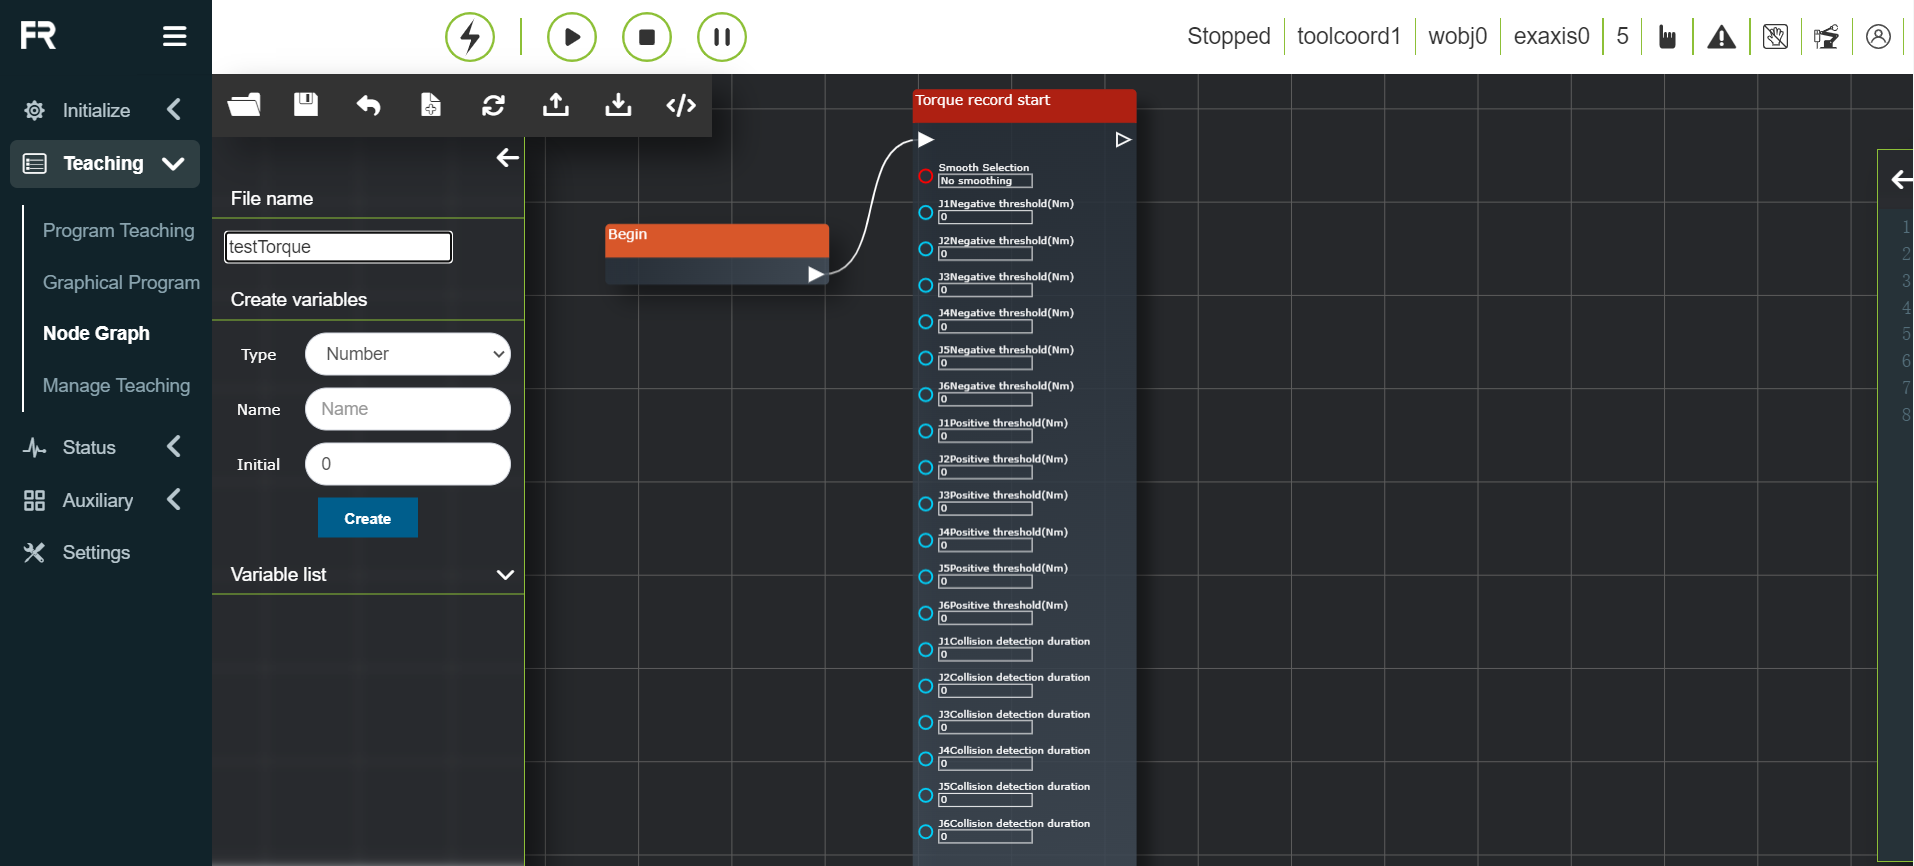 FR
Stopped
toolcoord1
wobj0
exaxis0
5
Initialize
Teaching
Program Teaching
Graphical Program
Node Graph
Manage Teaching
Status
Auxiliary
Settings
File name
testTorque
Create variables
Type
Number
Name
Name
Initial
0
Create
Variable list
Begin
Torque record start
Smooth Selection
No smoothing
J1Negative threshold(Nm)
0
J2Negative threshold(Nm)
0
J3Negative threshold(Nm)
0
J4Negative threshold(Nm)
0
J5Negative threshold(Nm)
0
J6Negative threshold(Nm)
0
J1Positive threshold(Nm)
0
J2Positive threshold(Nm)
0
J3Positive threshold(Nm)
0
J4Positive threshold(Nm)
0
J5Positive threshold(Nm)
0
J6Positive threshold(Nm)
0
J1Collision detection duration
0
J2Collision detection duration
0
J3Collision detection duration
0
J4Collision detection duration
0
J5Collision detection duration
0
J6Collision detection duration
0
1
2
3
4
5
6
7
8